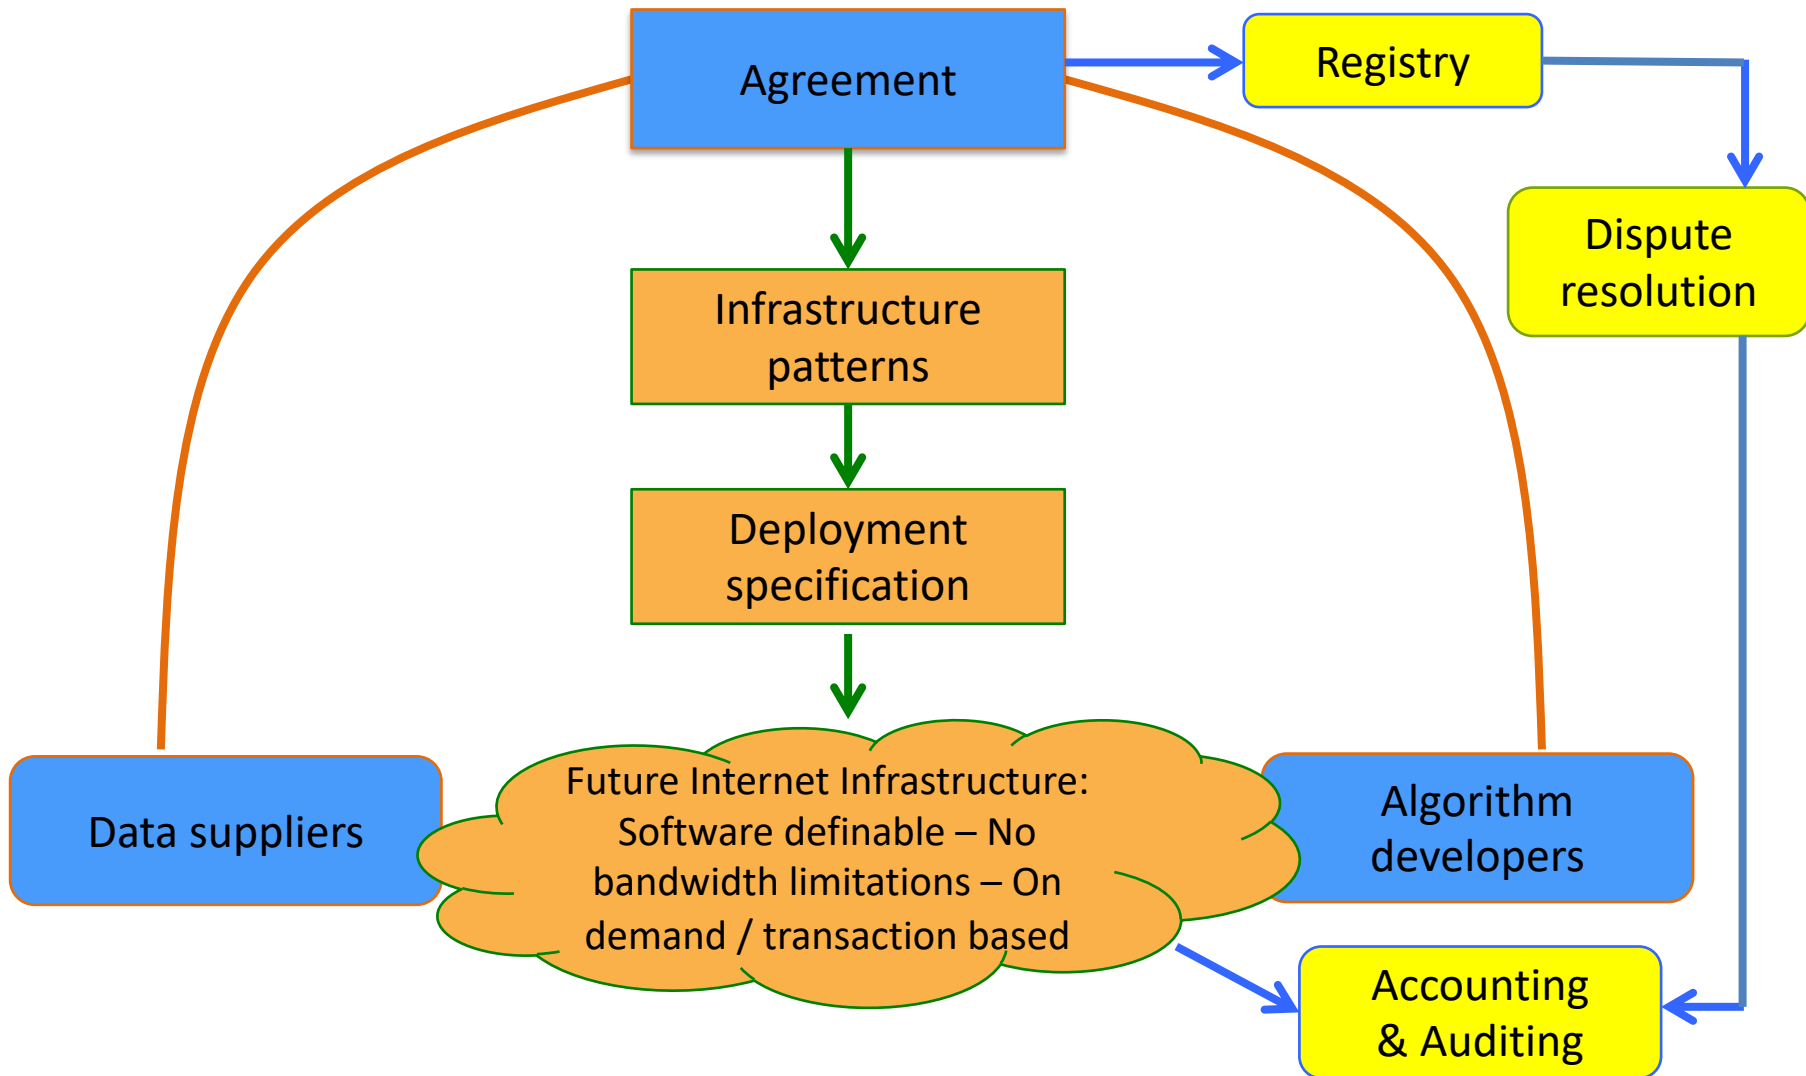 Agreement
Registry
Dispute
resolution
Infrastructure
patterns
Deployment
specification
Data suppliers
Future Internet Infrastructure:
Software definable – No
bandwidth limitations – On
demand / transaction based
Algorithm
developers
Accounting
& Auditing